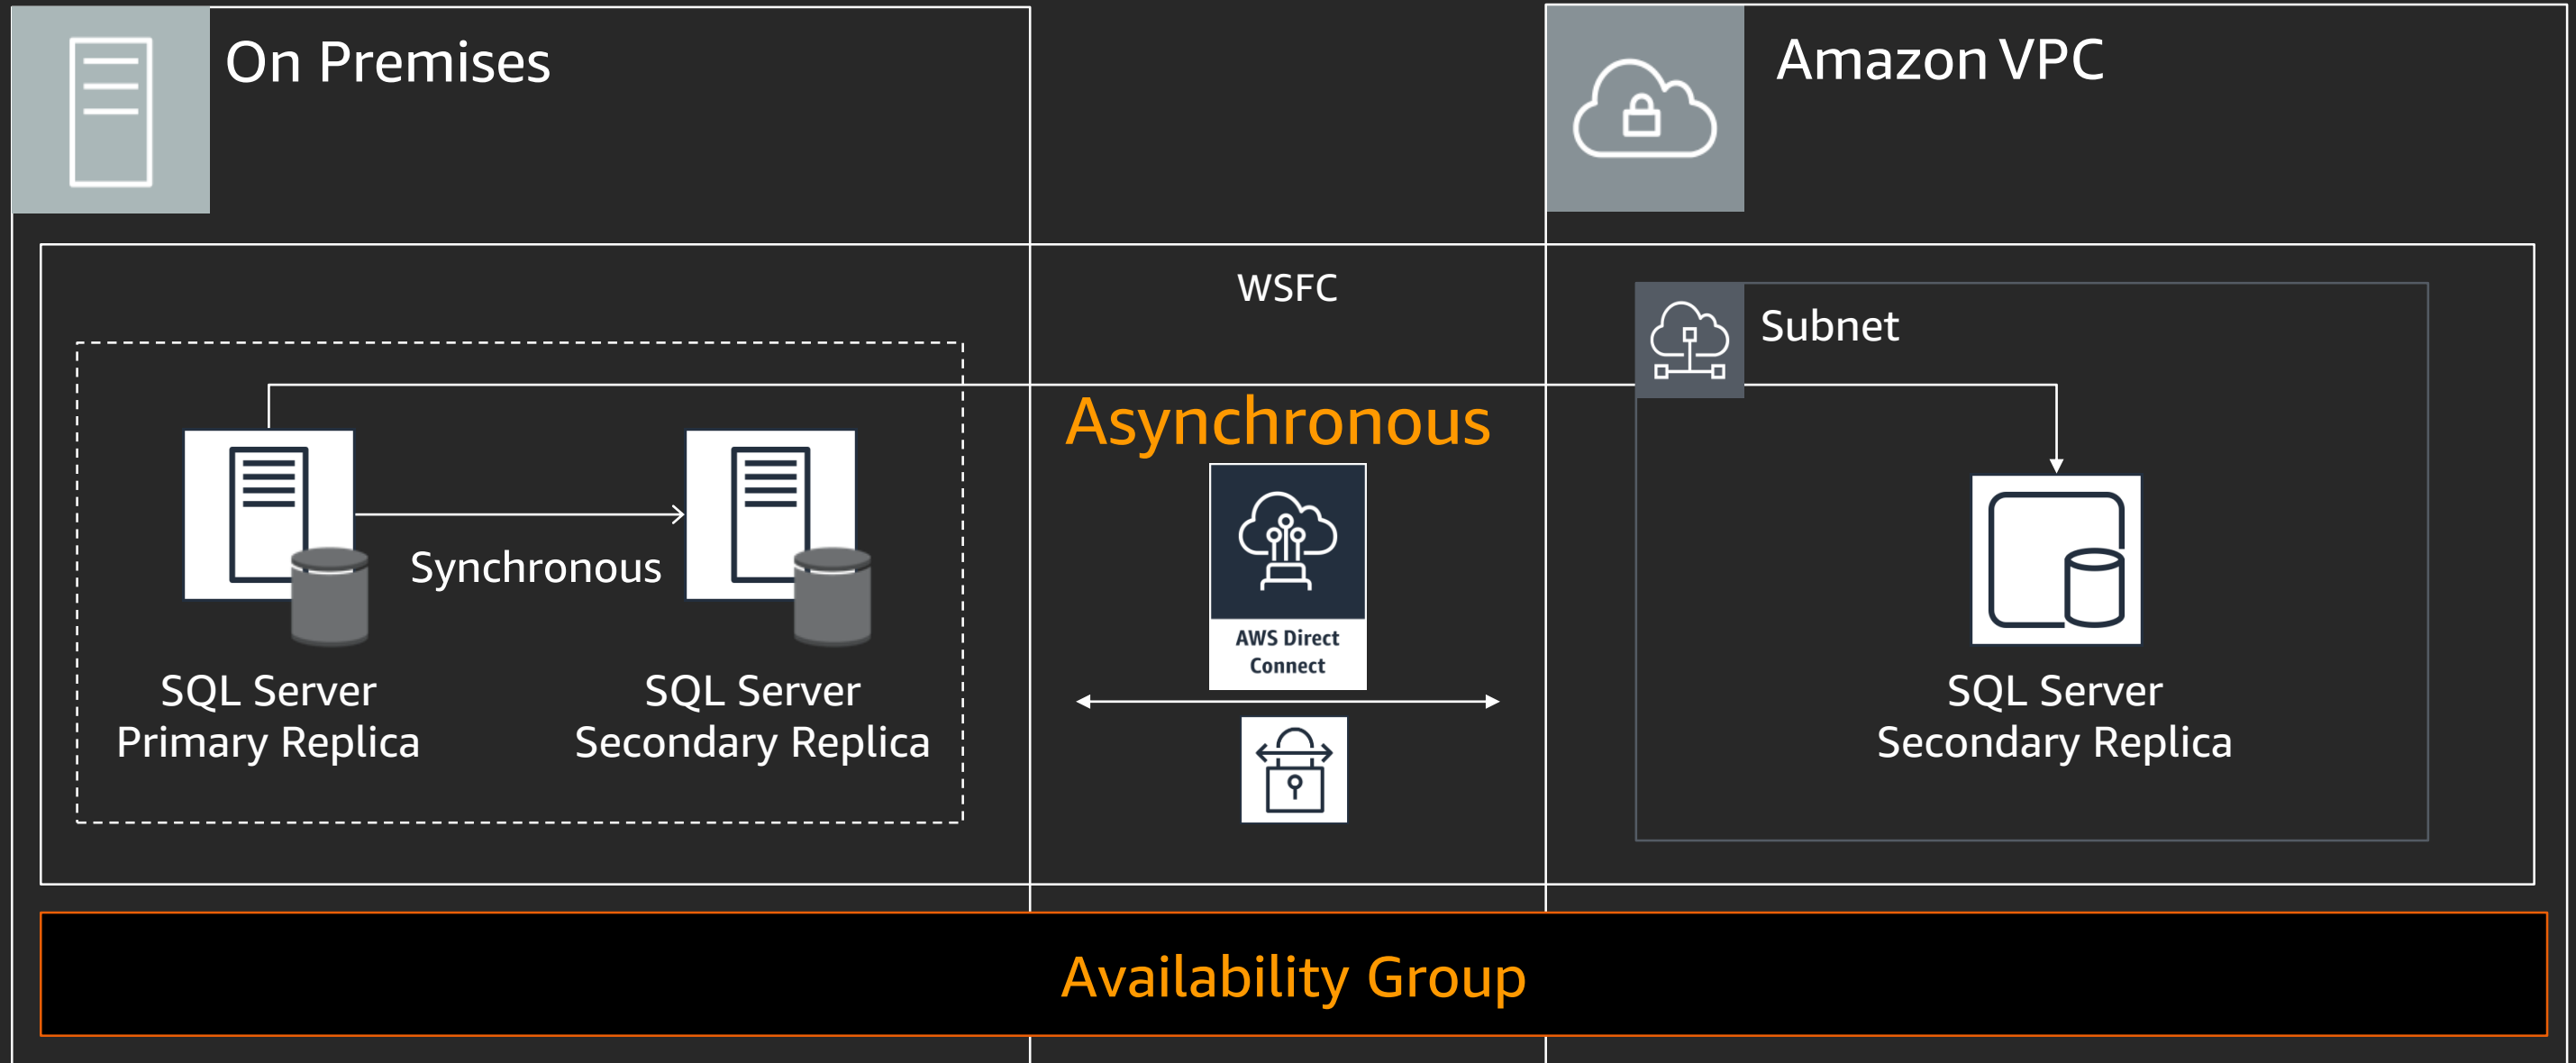 On Premises
Amazon VPC
WSFC
Subnet
Asynchronous
Synchronous
AWS Direct
Connect
SQL Server
Primary Replica
SQL Server
Secondary Replica
SQL Server
Secondary Replica
Availability Group